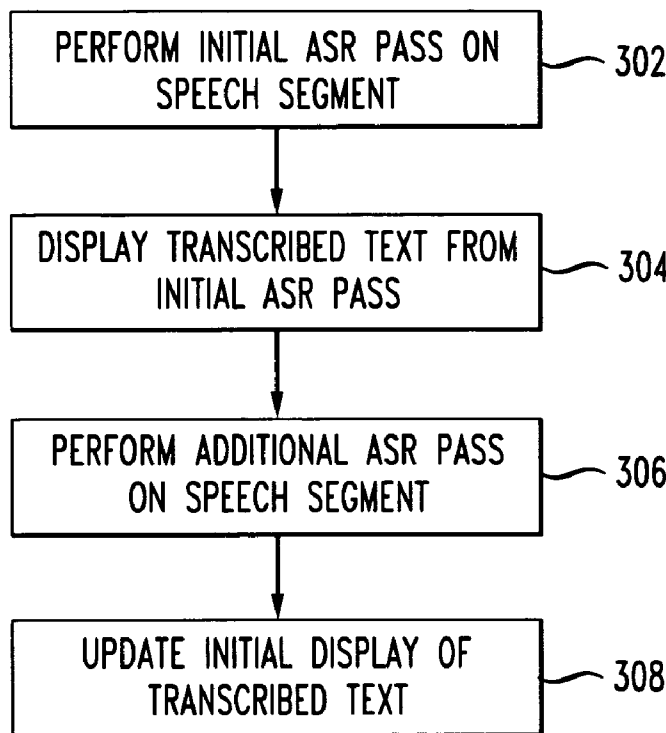 PERFORM INITIAL ASR PASS ON
SPEECH SEGMENT
302
DISPLAY TRANSCRIBED TEXT FROM
INITIAL ASR PASS
304
PERFORM ADDITIONAL ASR PASS
ON SPEECH SEGMENT
306
UPDATE INITIAL DISPLAY OF
TRANSCRIBED TEXT
308